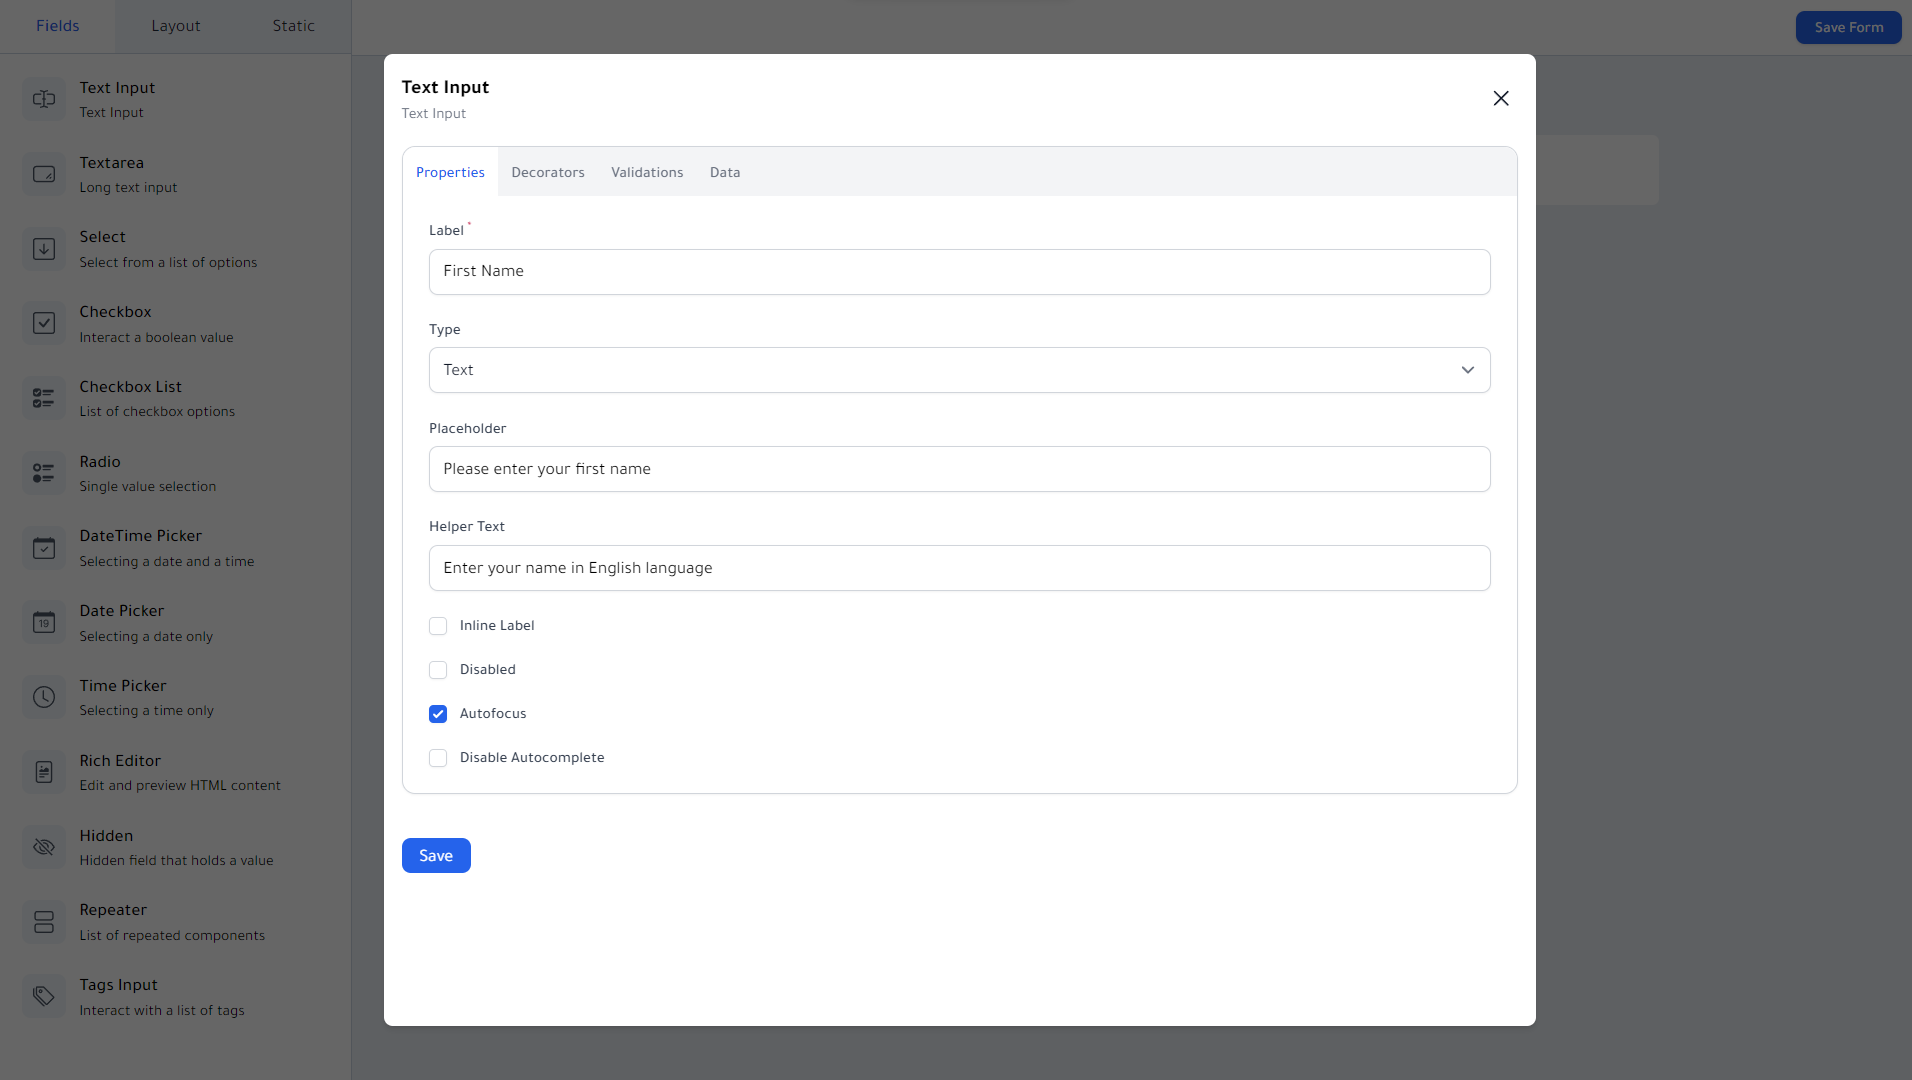 Fields
Layout
Static
Save Form
Text Input
Text Input
Textarea
Long text input
Select
Select from a list of options
Checkbox
Interact a boolean value
Checkbox List
List of checkbox options
Radio
Single value selection
DateTime Picker
Selecting a date and a time
19
Date Picker
Selecting a date only
Time Picker
Selecting a time only
Rich Editor
Edit and preview HTML content
Hidden
Hidden field that holds a value
Repeater
List of repeated components
Tags Input
Interact with a list of tags
Text Input
Text Input
Properties
Decorators
Validations
Data
Label *
First Name
Type
Text
Placeholder
Please enter your first name
Helper Text
Enter your name in English language
Inline Label
Disabled
Autofocus
Disable Autocomplete
Save